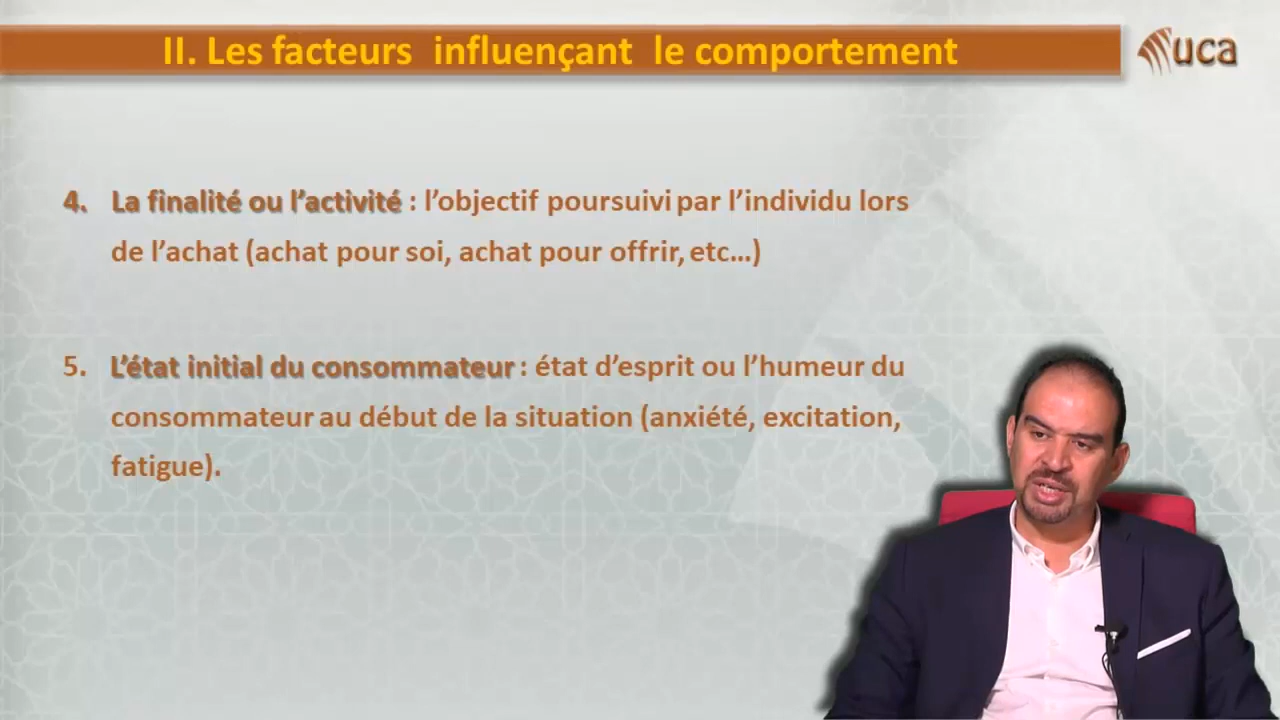 II. Les facteurs influençant le comportement
uca
4. La finalité ou l’activité : l’objectif poursuivi par l’individu lors
de l’achat (achat pour soi, achat pour offrir, etc…)
5. L’état initial du consommateur : état d’esprit ou l’humeur du
consommateur au début de la situation (anxiété, excitation,
fatigue).